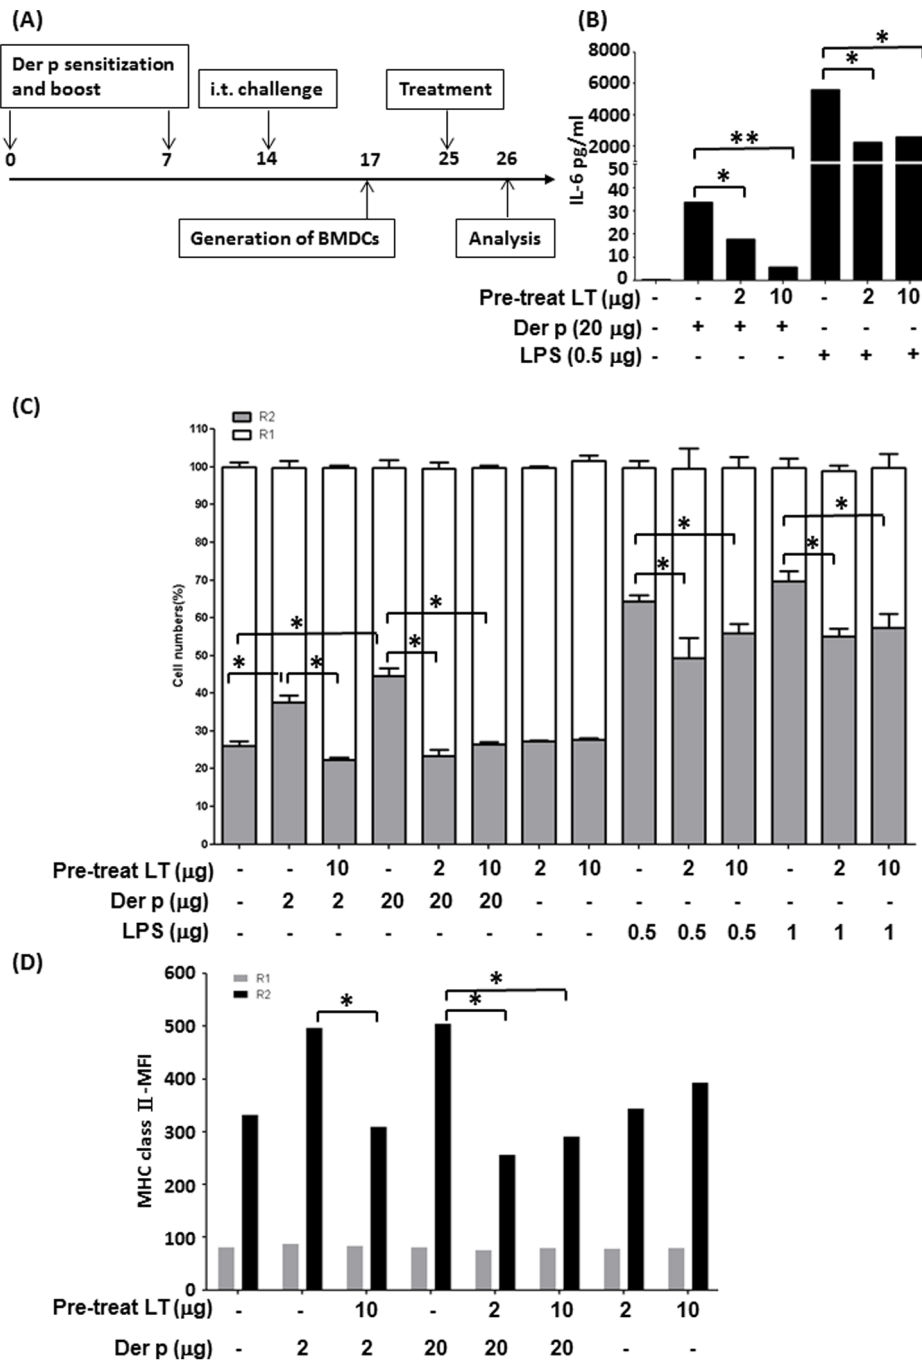 (A)
Der p sensitization
and boost
i.t. challenge
Treatment
0 7 14 17 25 26
Generation of BMDCs
Analysis
(B)
IL-6 pg/ml
8000
6000
4000
2000
50
40
30
20
10
0
*
*
**
*
Pre-treat LT (μg) - - 2 10 - 2 10
Der p (20 μg) - + + + - - -
LPS (0.5 μg) - - - - + + +
(C)
R2
R1
Cell numbers(%)
110
100
90
80
70
60
50
40
30
20
10
0
*
*
*
*
*
*
*
*
*
Pre-treat LT (μg) - - 10 - 2 10 2 10 - 2 10 - 2 10
Der p (μg) - 2 2 20 20 20 - - - - - - - -
LPS (μg) - - - - - - - - 0.5 0.5 0.5 1 1 1
(D)
R1
R2
MHC class II-MFI
600
500
400
300
200
100
0
*
*
*
Pre-treat LT (μg) - - 10 - 2 10 2 10
Der p (μg) - 2 2 20 20 20 - -